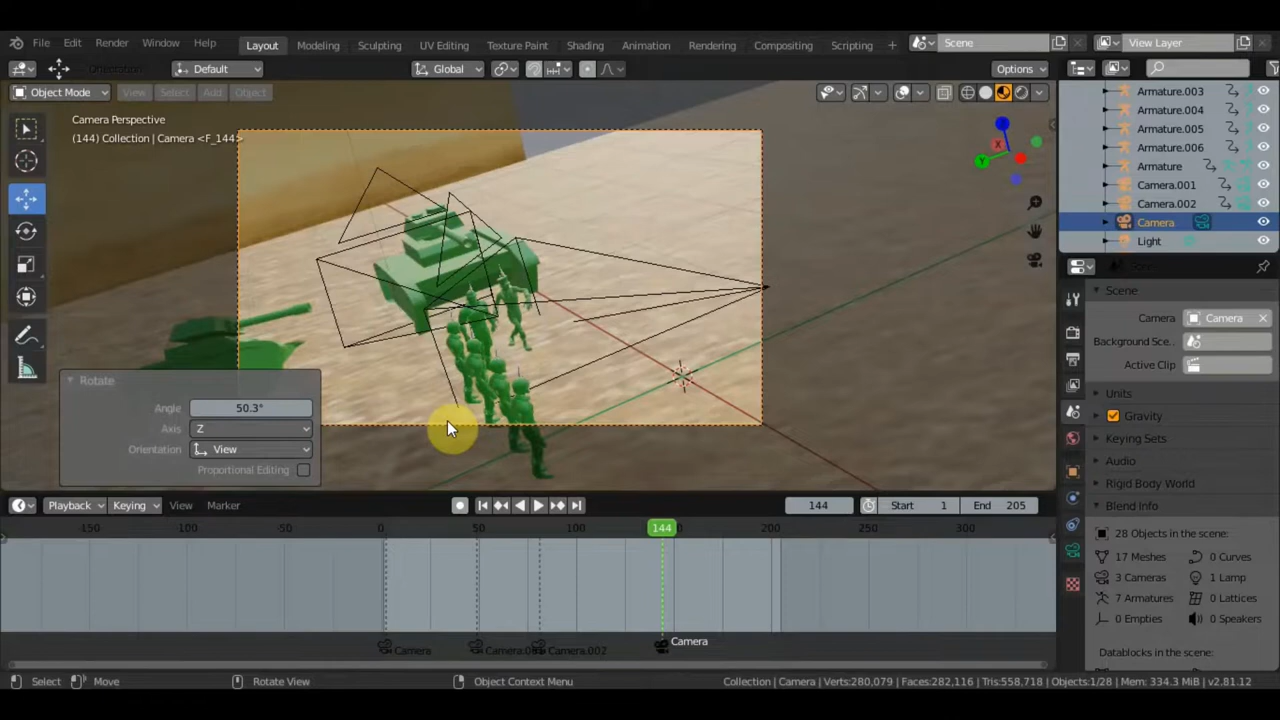 File Edit Render Window Help Layout Modeling Sculpting UV Editing Texture Paint Shading Animation Rendering Compositing Scripting + Scene View Layer
Orientation Default Global Options
Object Mode View Select Add Object
Camera Perspective
(144) Collection | Camera <F_144>
Z
X
Y
Armature.003
Armature.004
Armature.005
Armature.006
Armature
Camera.001
Camera.002
Camera
Light
Scene
Camera Camera
Background Sce..
Active Clip
Units
Gravity
Keying Sets
Audio
Rigid Body World
Blend Info
28 Objects in the scene:
17 Meshes 0 Curves
3 Cameras 1 Lamp
7 Armatures 0 Lattices
0 Empties 0 Speakers
Datablocks in the scene:
Rotate
Angle 50.3°
Axis Z
Orientation View
Proportional Editing
Playback Keying View Marker 144 Start 1 End 205
-150 -100 -50 0 50 100 144 200 250 300
Camera
Camera Camera.002
Select Move Rotate View Object Context Menu Collection | Camera | Verts:280,079 | Faces:282,116 | Tris:558,718 | Objects:1/28 | Mem: 334.3 MiB | v2.81.12